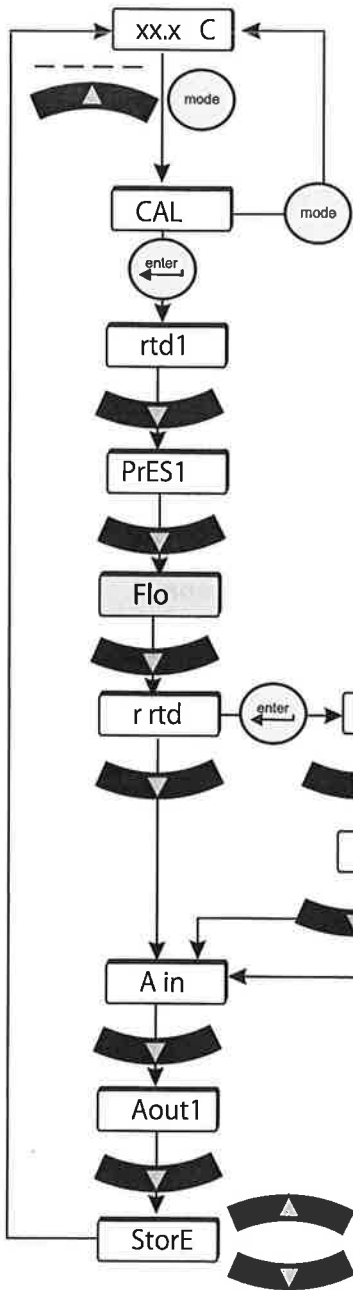 xx.x C
mode
CAL
mode
enter
rtd1
PrES1
Flo
r rtd
enter
A in
Aout1
StorE